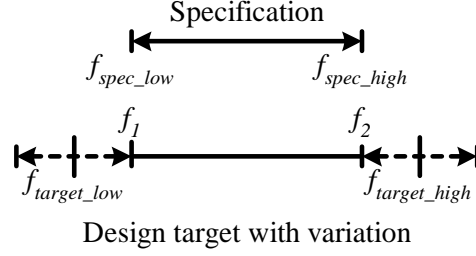 Specification
f_spec_low f_spec_high
f_1 f_2
f_target_low f_target_high
Design target with variation